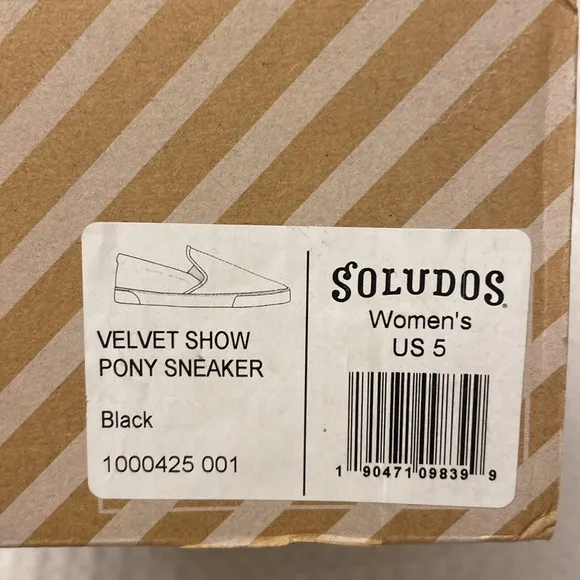 VELVET SHOW
PONY SNEAKER
Black
1000425 001
SOLUDOS®
Women's
US 5
1 90471 09839 9